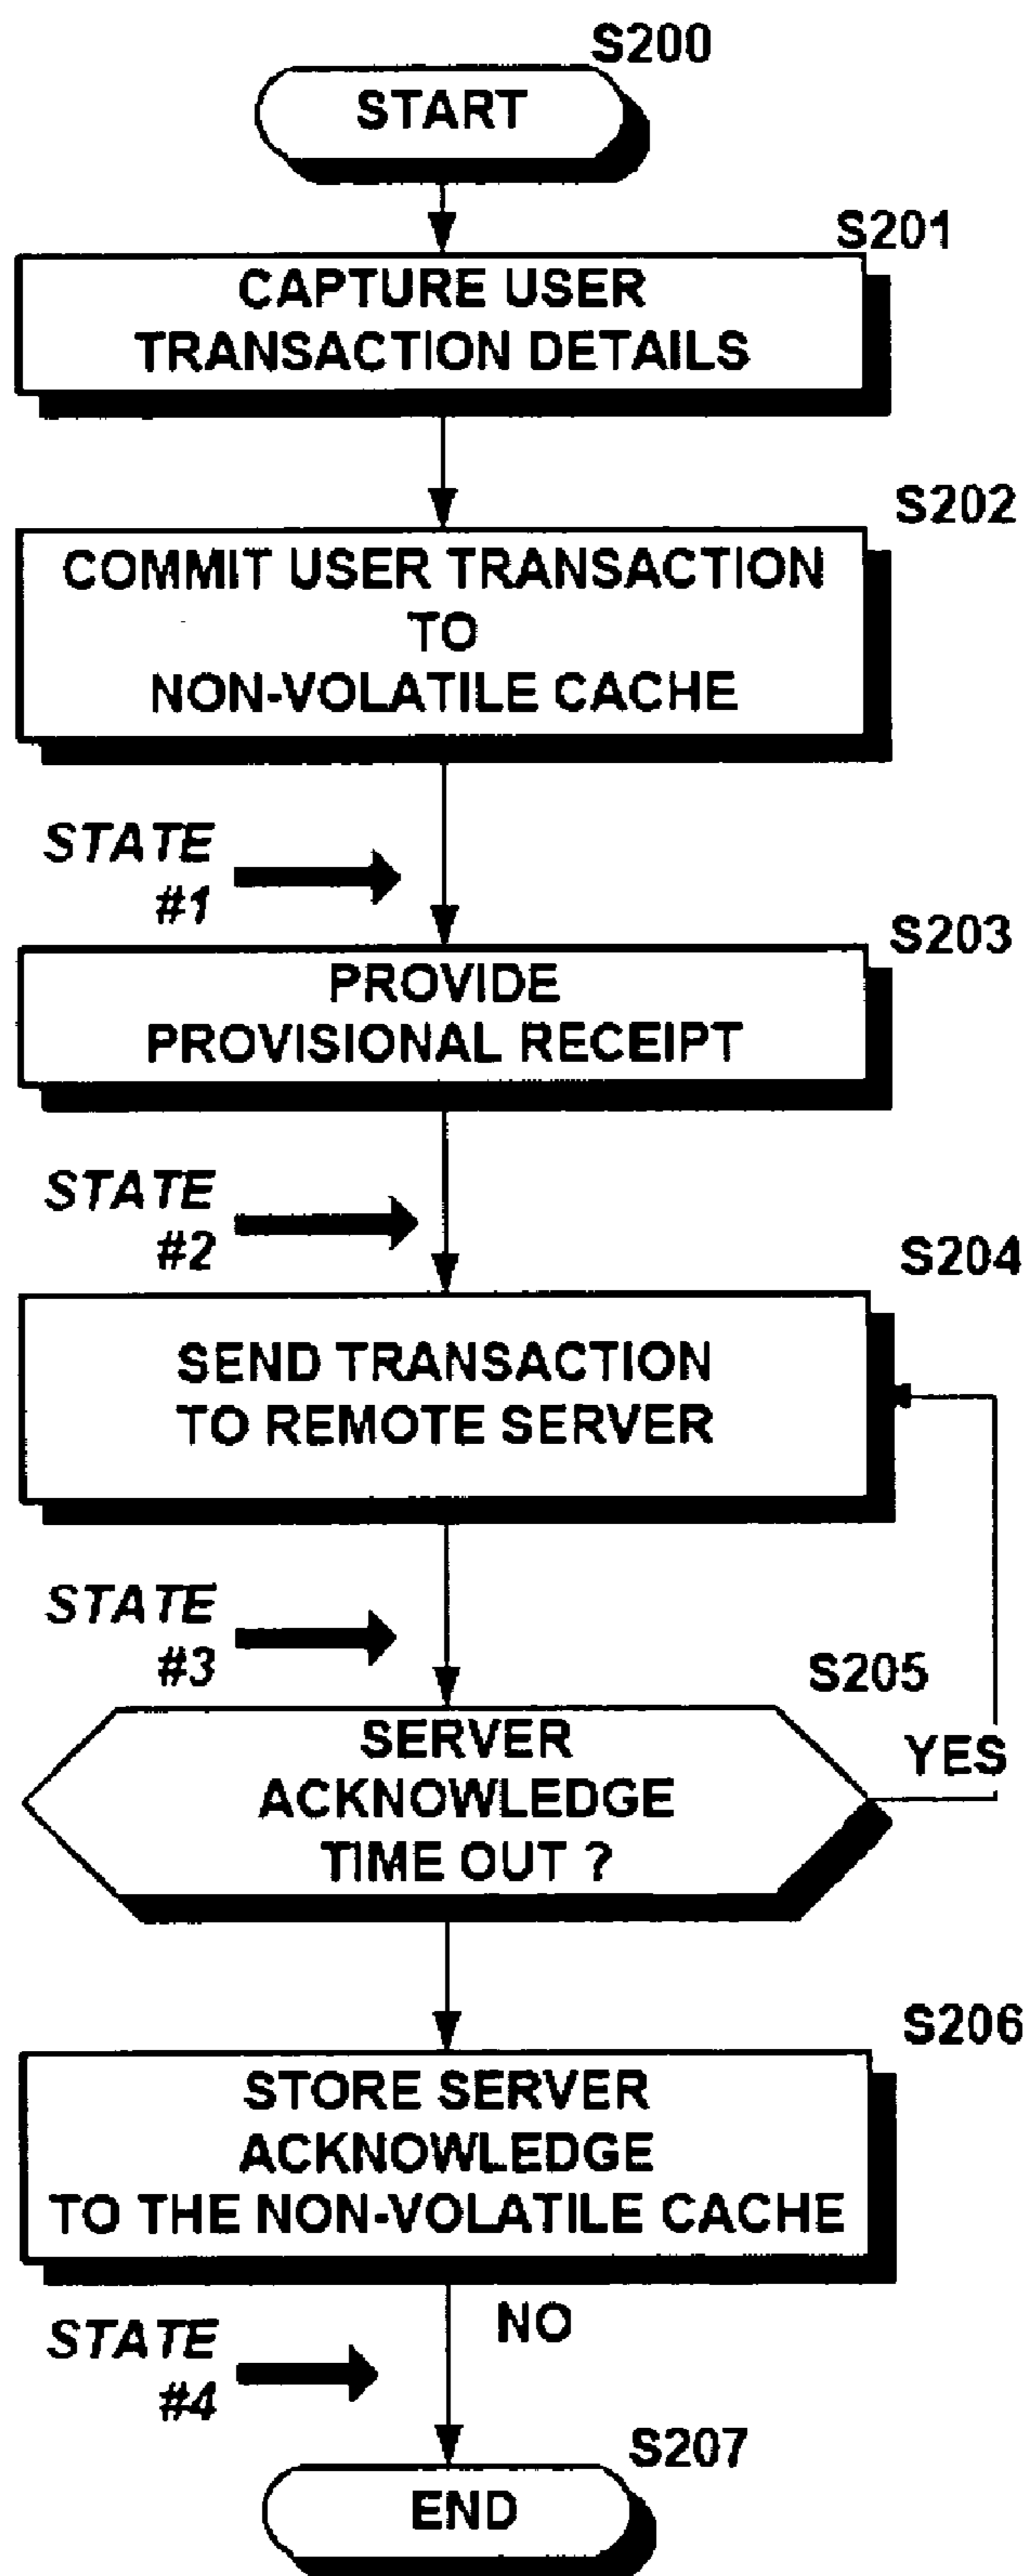 S200
START
S201
CAPTURE USER
TRANSACTION DETAILS
S202
COMMIT USER TRANSACTION
TO
NON-VOLATILE CACHE
STATE
#1
S203
PROVIDE
PROVISIONAL RECEIPT
STATE
#2
S204
SEND TRANSACTION
TO REMOTE SERVER
STATE
#3
S205
SERVER
ACKNOWLEDGE
TIME OUT ?
YES
S206
STORE SERVER
ACKNOWLEDGE
TO THE NON-VOLATILE CACHE
NO
STATE
#4
S207
END